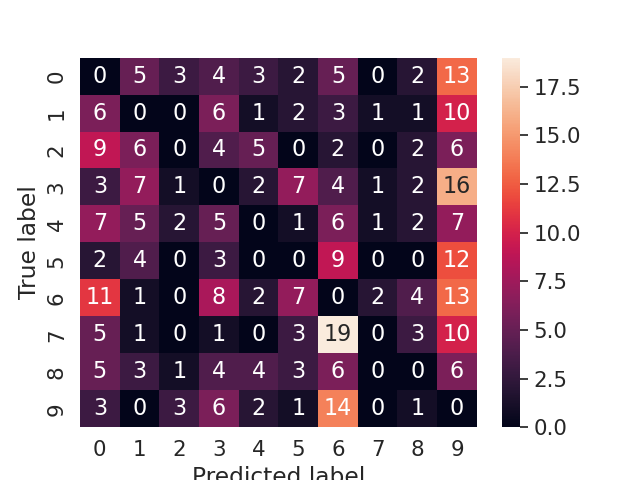 0 0 5 3 4 3 2 5 0 2 13
1 6 0 0 6 1 2 3 1 1 10
2 9 6 0 4 5 0 2 0 2 6
3 3 7 1 0 2 7 4 1 2 16
4 7 5 2 5 0 1 6 1 2 7
5 2 4 0 3 0 0 9 0 0 12
6 11 1 0 8 2 7 0 2 4 13
7 5 1 0 1 0 3 19 0 3 10
8 5 3 1 4 4 3 6 0 0 6
9 3 0 3 6 2 1 14 0 1 0
0 1 2 3 4 5 6 7 8 9
Predicted label
True label
17.5
15.0
12.5
10.0
7.5
5.0
2.5
0.0